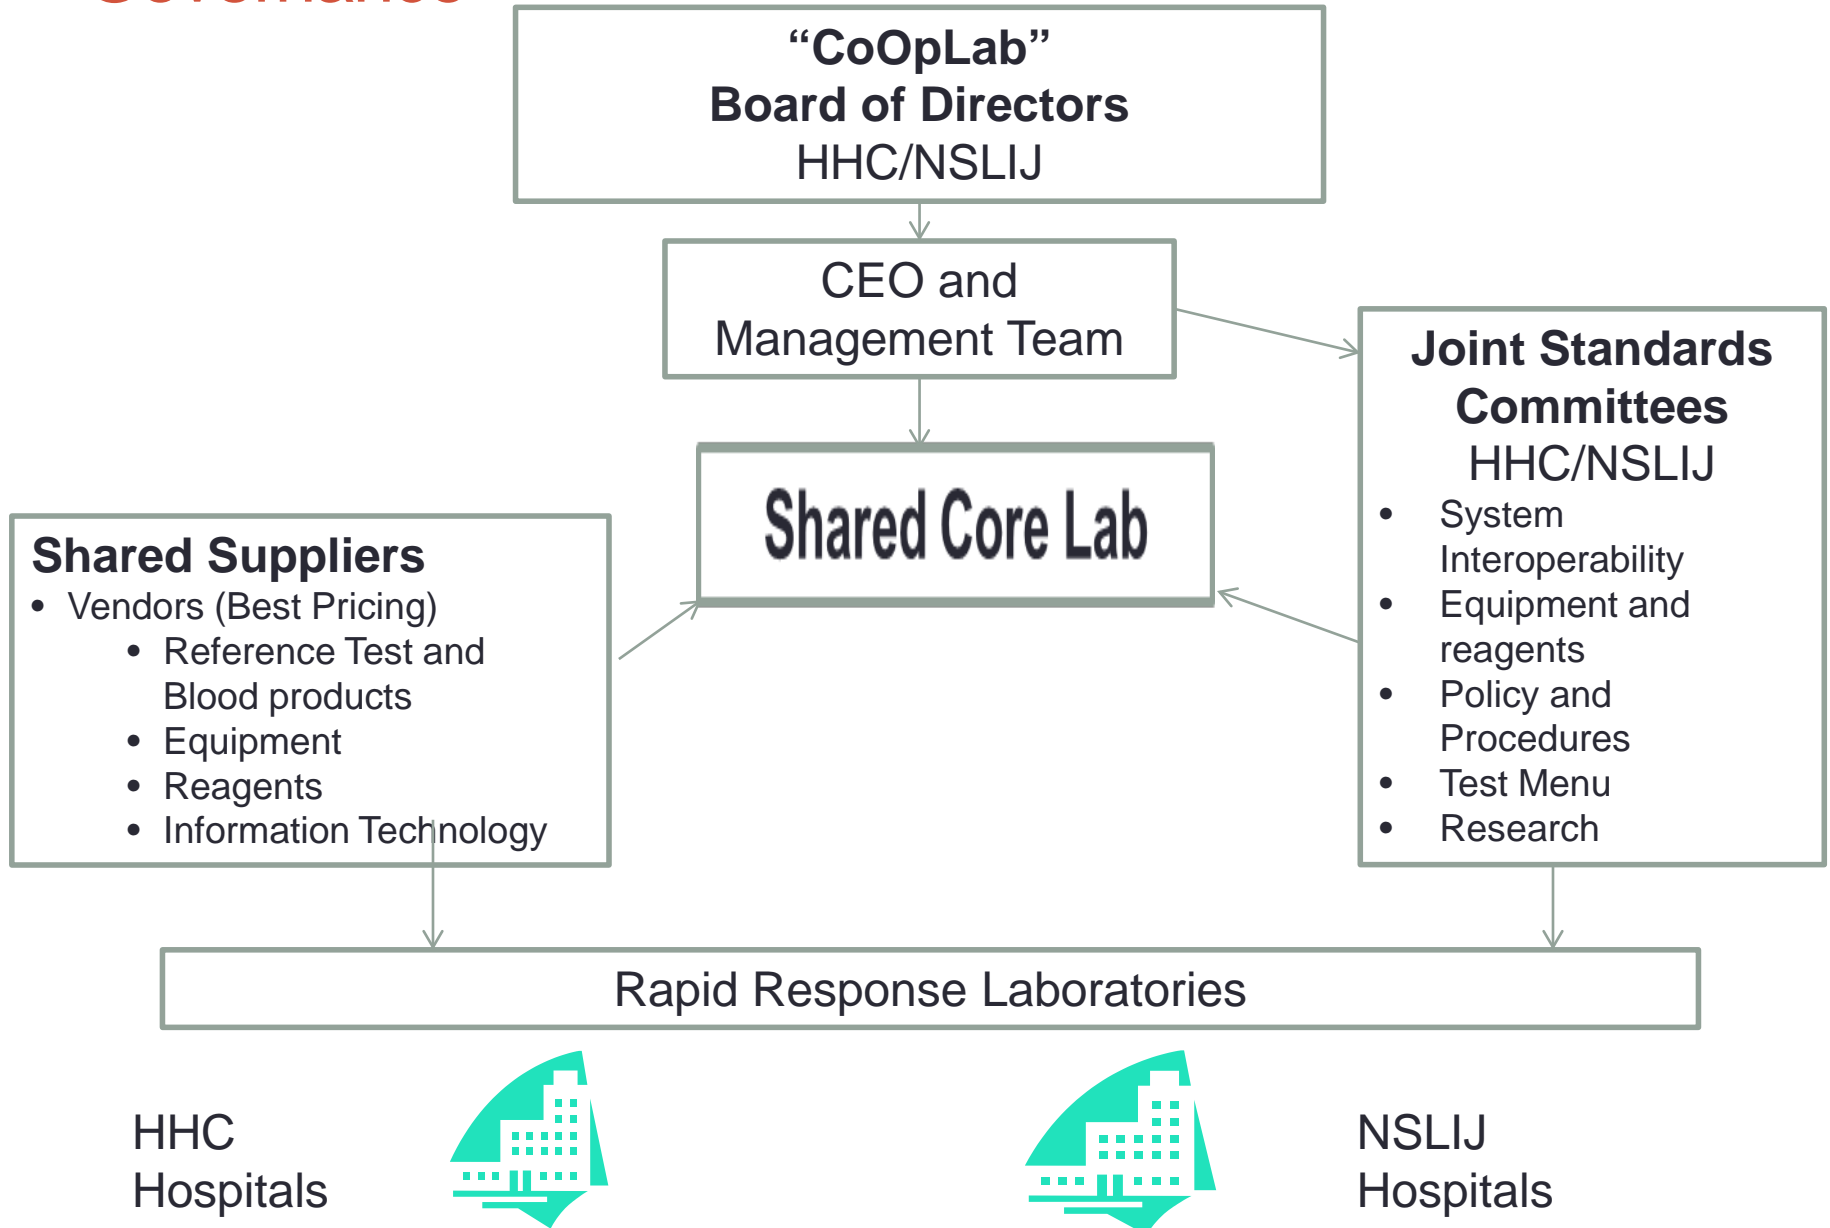 Governance
“CoOpLab”
Board of Directors
HHC/NSLIJ
CEO and
Management Team
Joint Standards
Committees
HHC/NSLIJ
• System
Interoperability
• Equipment and
reagents
• Policy and
Procedures
• Test Menu
• Research
Shared Core Lab
Shared Suppliers
• Vendors (Best Pricing)
• Reference Test and
Blood products
• Equipment
• Reagents
• Information Technology
Rapid Response Laboratories
HHC
Hospitals
NSLIJ
Hospitals